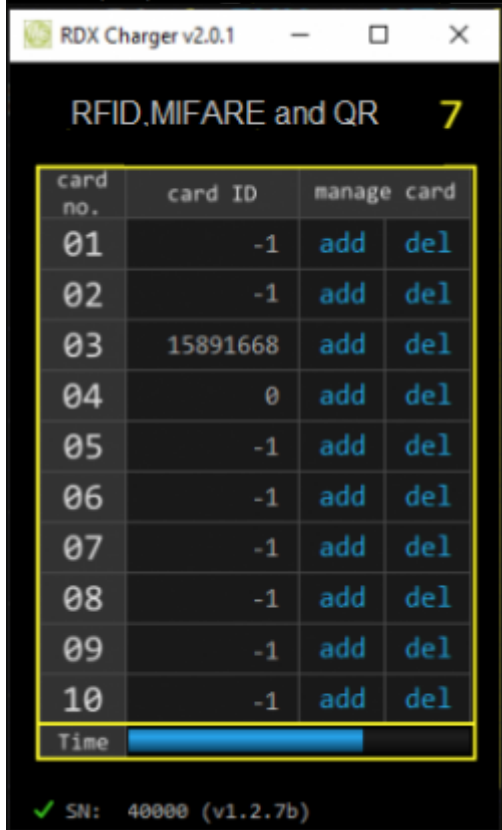 RDX Charger v2.0.1
RFID,MIFARE and QR 7
card no. card ID manage card
01 -1 add del
02 -1 add del
03 15891668 add del
04 0 add del
05 -1 add del
06 -1 add del
07 -1 add del
08 -1 add del
09 -1 add del
10 -1 add del
Time
SN: 40000 (v1.2.7b)